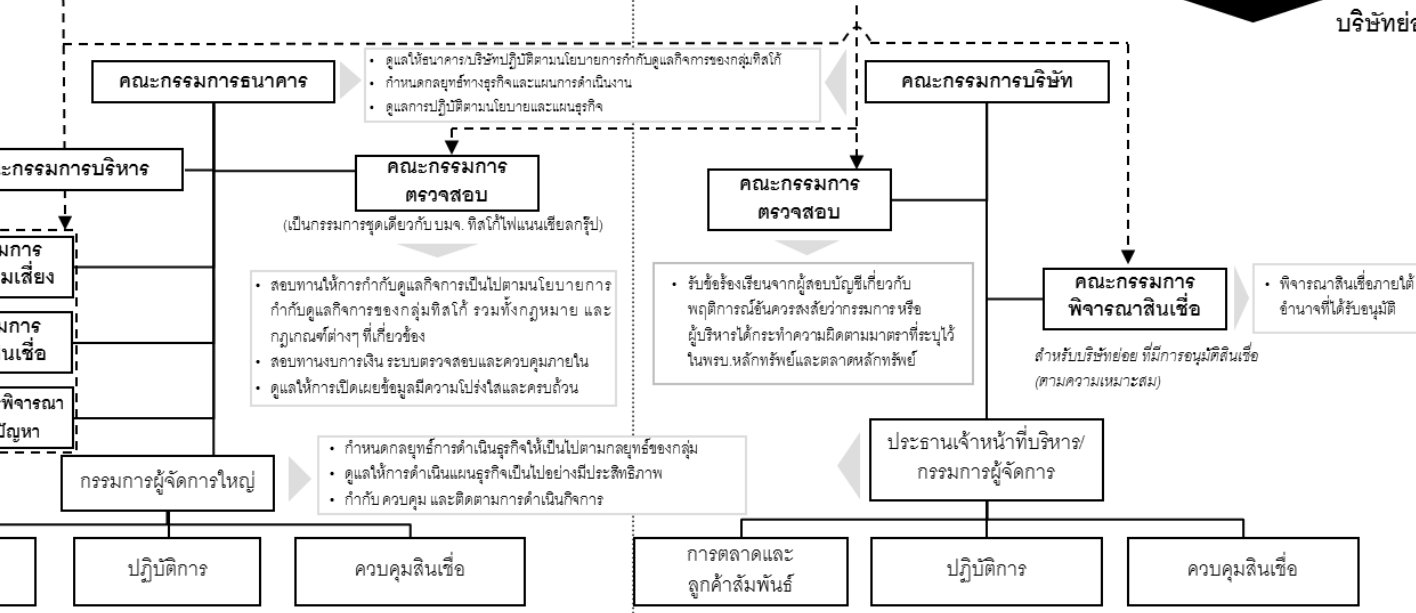 บริษัทย่อ
• ดูแลให้ธนาคาร/บริษัทปฏิบัติตามนโยบายการกำกับดูแลกิจการของกลุ่มทิสโก้
• กำหนดกลยุทธ์ทางธุรกิจและแผนการดำเนินงาน
• ดูแลการปฏิบัติตามนโยบายและแผนธุรกิจ
คณะกรรมการธนาคาร
คณะกรรมการบริษัท
ะกรรมการบริหาร
คณะกรรมการ
ตรวจสอบ
(เป็นกรรมการชุดเดียวกับ บมจ. ทิสโก้ไฟแนนเชียลกรุ๊ป)
คณะกรรมการ
ตรวจสอบ
มการ
มเสี่ยง
มการ
นเชื่อ
พิจารณา
ปัญหา
• สอบทานให้การกำกับดูแลกิจการเป็นไปตามนโยบายการ
กำกับดูแลกิจการของกลุ่มทิสโก้ รวมทั้งกฎหมาย และ
กฎเกณฑ์ต่างๆ ที่เกี่ยวข้อง
• สอบทานงบการเงิน ระบบตรวจสอบและควบคุมภายใน
• ดูแลให้การเปิดเผยข้อมูลมีความโปร่งใสและครบถ้วน
• รับข้อร้องเรียนจากผู้สอบบัญชีเกี่ยวกับ
พฤติการณ์อันควรสงสัยว่ากรรมการ หรือ
ผู้บริหารได้กระทำความผิดตามมาตราที่ระบุไว้
ในพรบ.หลักทรัพย์และตลาดหลักทรัพย์
คณะกรรมการ
พิจารณาสินเชื่อ
• พิจารณาสินเชื่อภายใต้
อำนาจที่ได้รับอนุมัติ
สำหรับบริษัทย่อย ที่มีการอนุมัติสินเชื่อ
(ตามความเหมาะสม)
กรรมการผู้จัดการใหญ่
• กำหนดกลยุทธ์การดำเนินธุรกิจให้เป็นไปตามกลยุทธ์ของกลุ่ม
• ดูแลให้การดำเนินแผนธุรกิจเป็นไปอย่างมีประสิทธิภาพ
• กำกับ ควบคุม และติดตามการดำเนินกิจการ
ประธานเจ้าหน้าที่บริหาร/
กรรมการผู้จัดการ
ปฏิบัติการ
ควบคุมสินเชื่อ
การตลาดและ
ลูกค้าสัมพันธ์
ปฏิบัติการ
ควบคุมสินเชื่อ